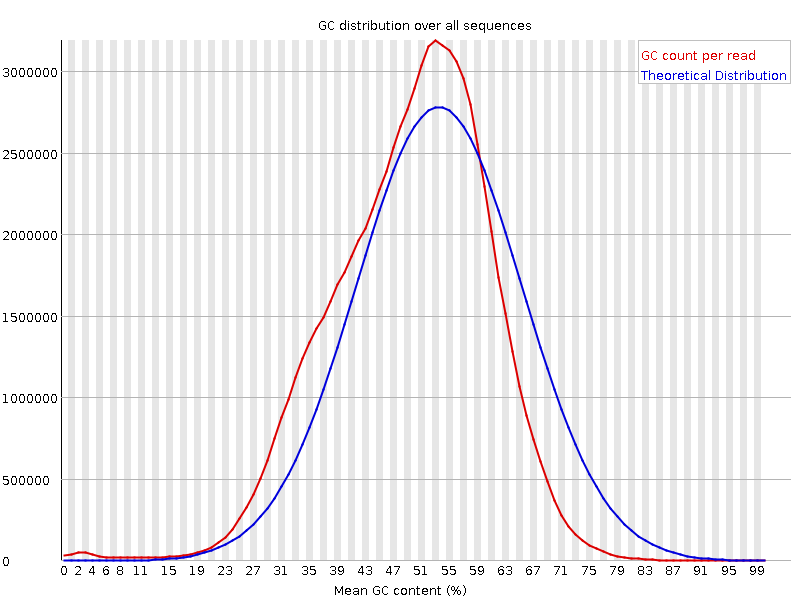 GC distribution over all sequences
GC count per read
Theoretical Distribution
3000000
2500000
2000000
1500000
1000000
500000
0
0 2 4 6 8 11 15 19 23 27 31 35 39 43 47 51 55 59 63 67 71 75 79 83 87 91 95 99
Mean GC content (%)